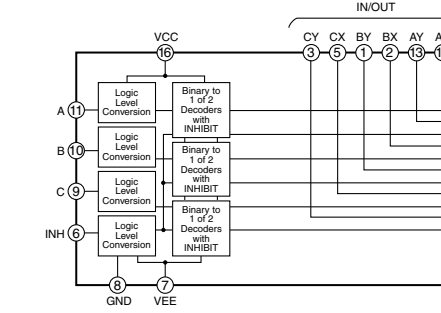 IN/OUT
VCC
CY CX BY BX AY
16
3 5 1 2 13
A 11
Logic
Level
Conversion
Binary to
1 of 2
Decoders
with
INHIBIT
B 10
Logic
Level
Conversion
Binary to
1 of 2
Decoders
with
INHIBIT
C 9
Logic
Level
Conversion
Binary to
1 of 2
Decoders
with
INHIBIT
INH 6
Logic
Level
Conversion
8 7
GND VEE